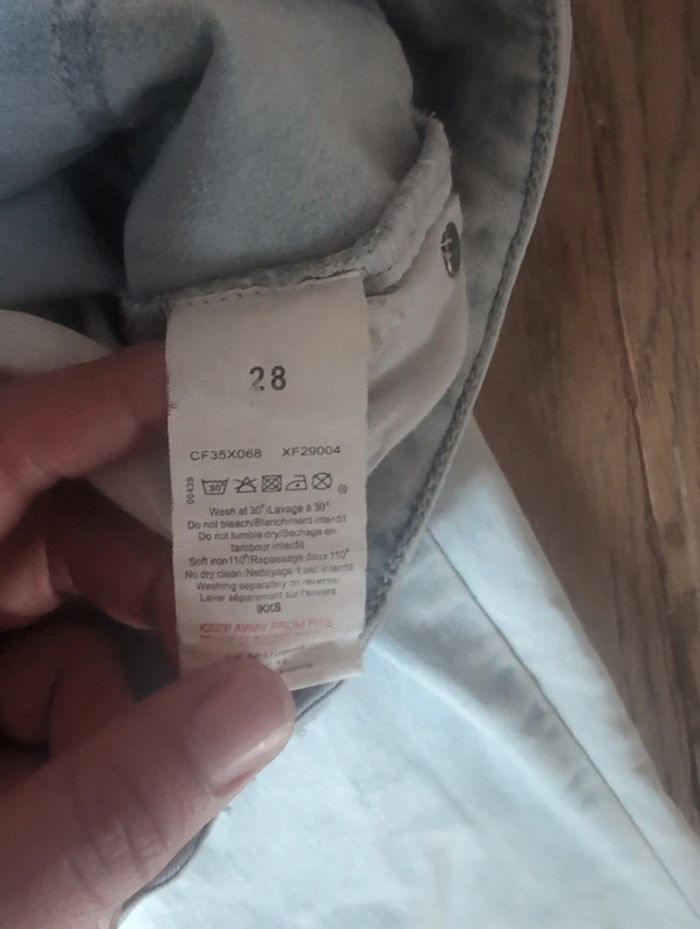 28
CF35X068 XF29004
00439
30°
Wash at 30°/Lavage à 30°
Do not bleach/Blanchiment interdit
Do not tumble dry/Sechage en
tambour interdit
Soft iron110°/Repassage doux 110°
No dry clean/Nettoyage à sec interdit
Washing separately on reverse/
Laver séparement sur l'envers
IKKS
KEEP AWAY FROM FIRE